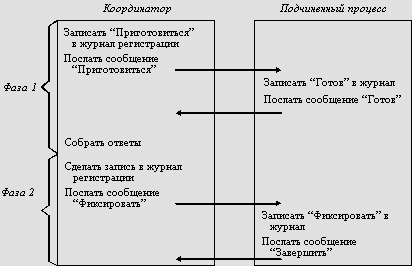 Координатор
Подчиненный процесс
Записать “Приготовиться”
в журнал регистрации
Послать сообщение
“Приготовиться”
Записать “Готов” в журнал
Фаза 1
Послать сообщение “Готов”
Собрать ответы
Сделать запись в журнал
регистрации
Фаза 2
Послать сообщение
“Фиксировать”
Записать “Фиксировать” в
журнал
Послать сообщение
“Завершить”